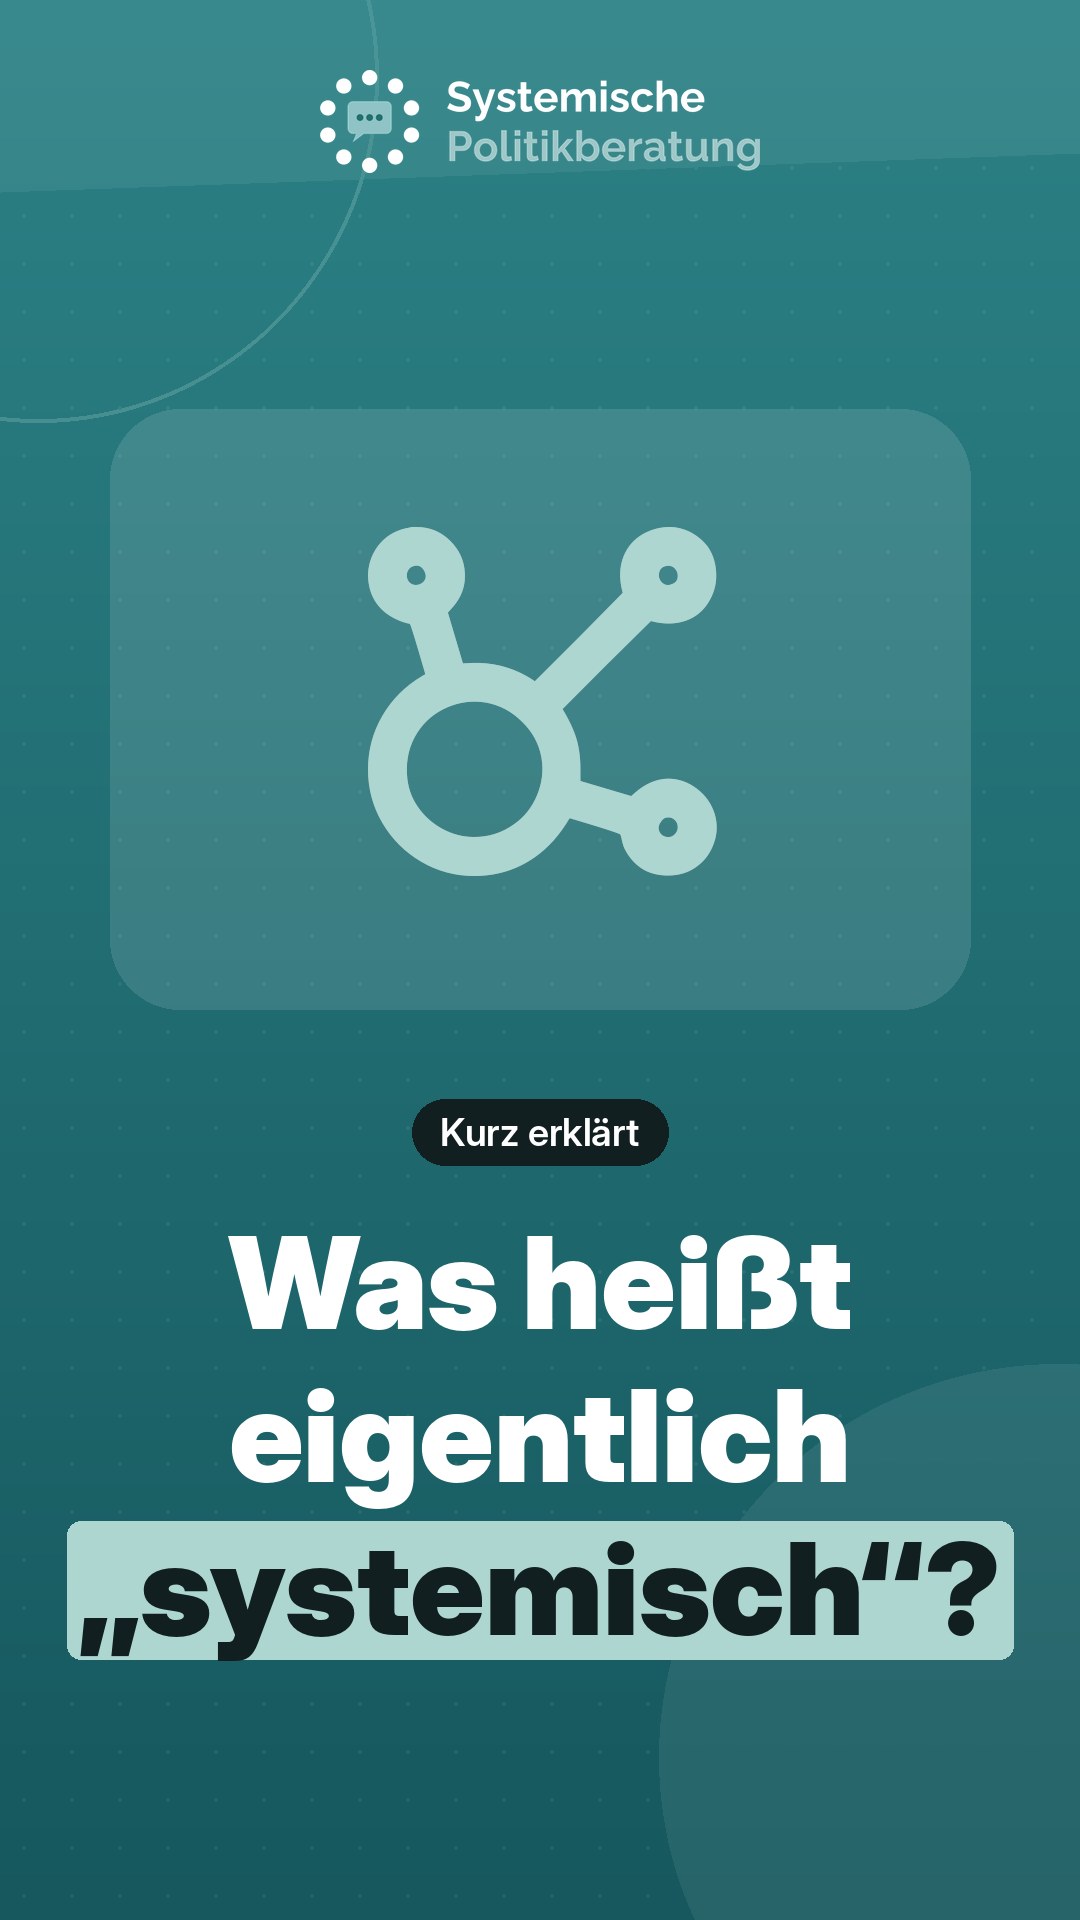 Systemische
Politikberatung
Kurz erklärt
Was heißt
eigentlich
„systemisch“?